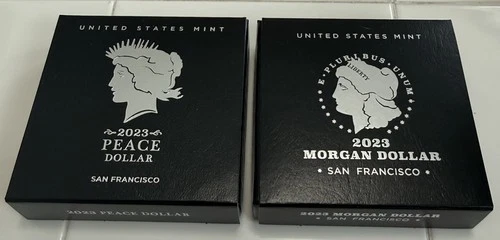 UNITED STATES MINT
2023
PEACE
DOLLAR
SAN FRANCISCO
2023 PEACE DOLLAR
UNITED STATES MINT
E · PLURIBUS · UNUM
LIBERTY
2023
MORGAN DOLLAR
• SAN FRANCISCO •
2023 MORGAN DOLLAR
• SAN FRANCISCO •